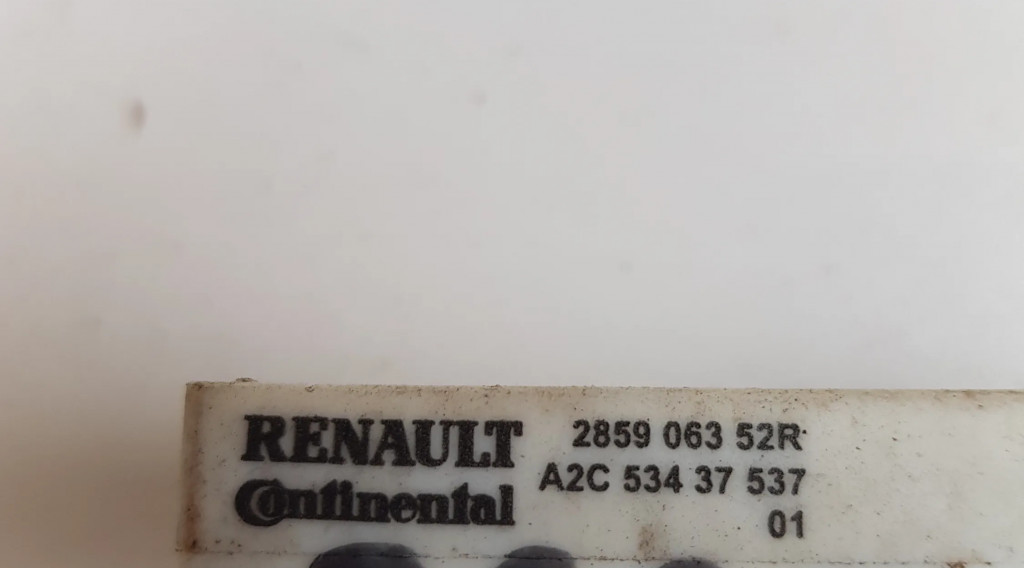 RENAULT 2859 063 52R
Continental A2C 534 37 537
01